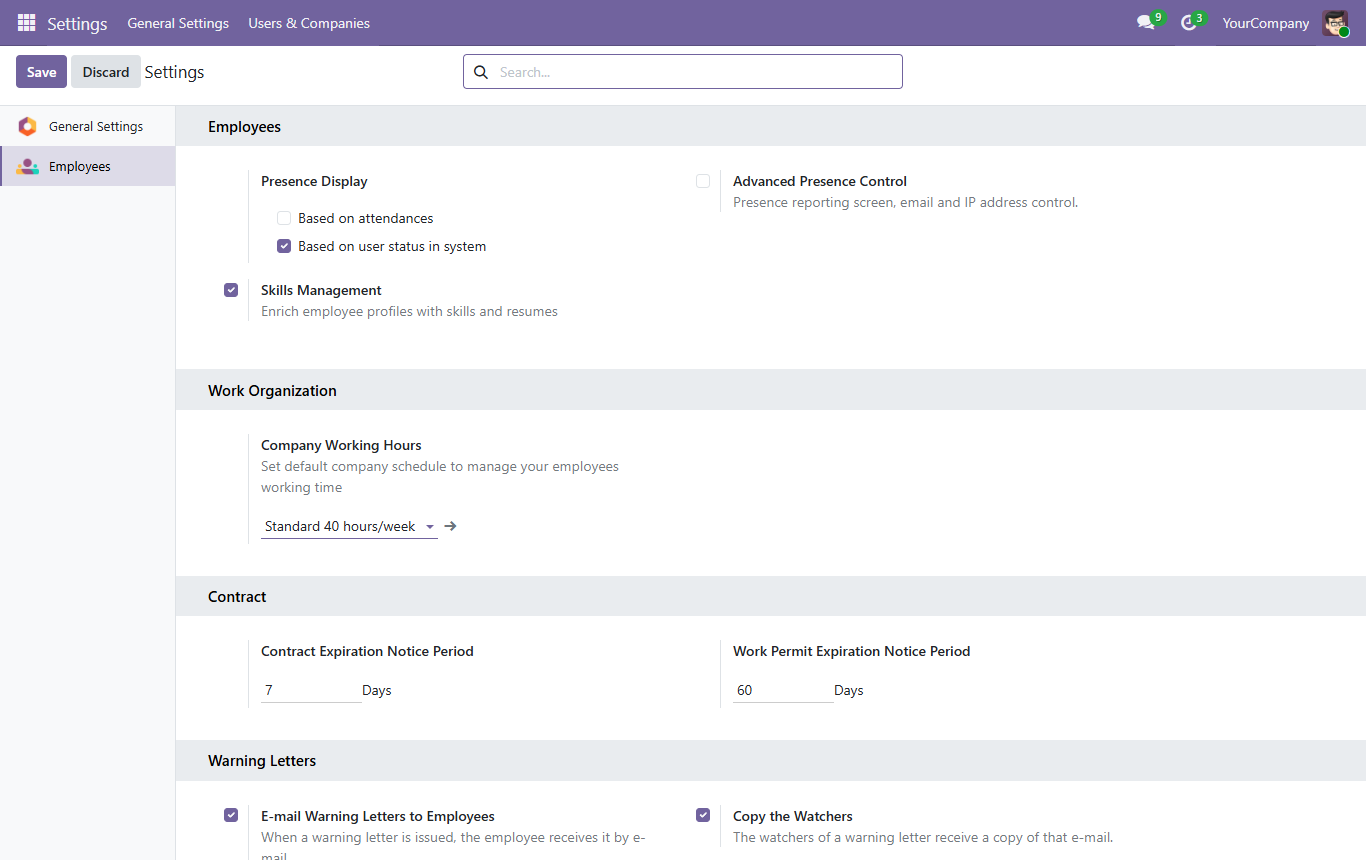 Settings General Settings Users & Companies 9 3 YourCompany
Save Discard Settings Search...
General Settings
Employees
Employees
Presence Display
Based on attendances
Based on user status in system
Advanced Presence Control
Presence reporting screen, email and IP address control.
Skills Management
Enrich employee profiles with skills and resumes
Work Organization
Company Working Hours
Set default company schedule to manage your employees
working time
Standard 40 hours/week
Contract
Contract Expiration Notice Period
7 Days
Work Permit Expiration Notice Period
60 Days
Warning Letters
E-mail Warning Letters to Employees
When a warning letter is issued, the employee receives it by e-
mail.
Copy the Watchers
The watchers of a warning letter receive a copy of that e-mail.